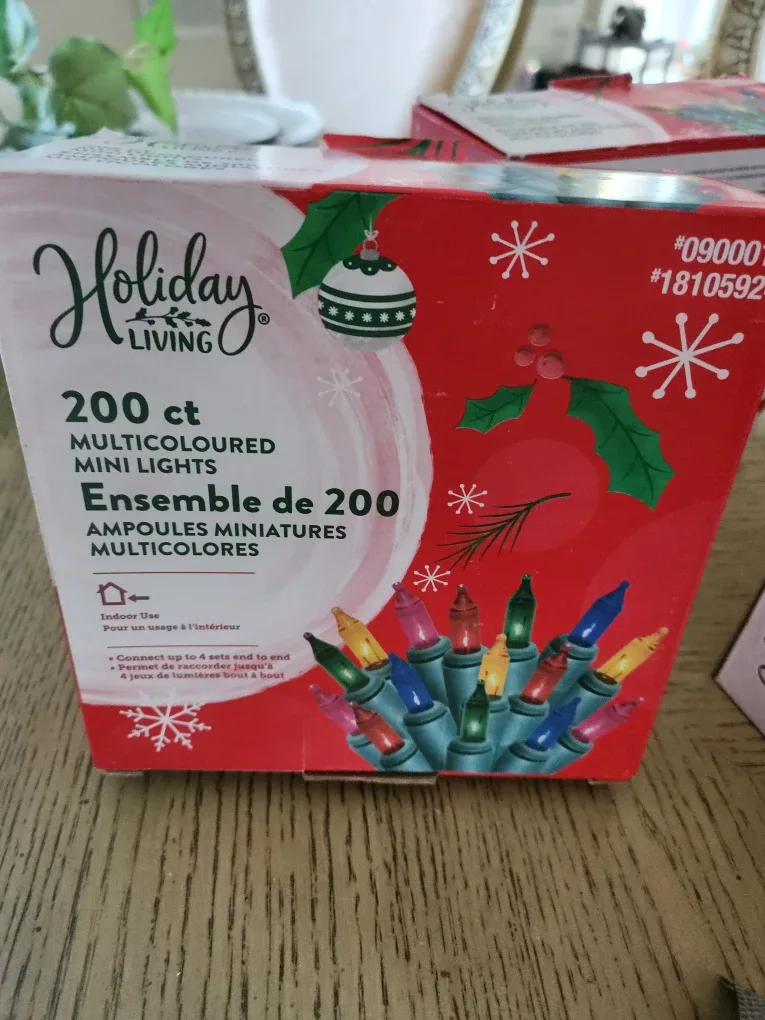 Holiday
LIVING®
#090001
#1810592
200 ct
MULTICOLOURED
MINI LIGHTS
Ensemble de 200
AMPOULES MINIATURES
MULTICOLORES
Indoor Use
Pour un usage à l'intérieur
• Connect up to 4 sets end to end
• Permet de raccorder jusqu'à
4 jeux de lumières bout à bout